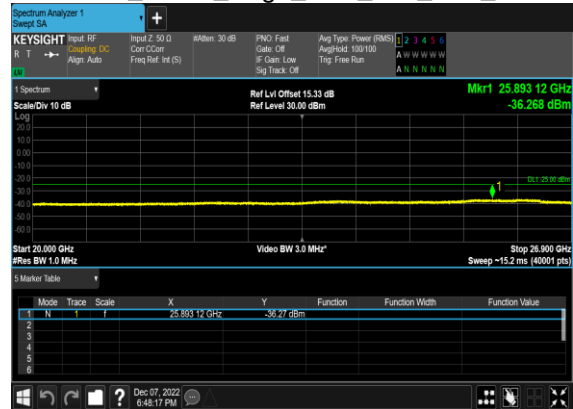 Spectrum Analyzer 1
Swept SA
KEYSIGHT Input: RF Input Z: 50 Ω #Atten: 30 dB PNO: Fast Avg Type: Power (RMS) 1 2 3 4 5 6
R T Coupling: DC Corr CCorr Gate: Off Avg|Hold: 100/100 A W W W W W
Align: Auto Freq Ref: Int (S) IF Gain: Low Trig: Free Run
Sig Track: Off A N N N N N
1 Spectrum Ref Lvl Offset 15.33 dB Mkr1 25.893 12 GHz
Scale/Div 10 dB Ref Level 30.00 dBm -36.268 dBm
Log
20.0
10.0
0.00
-10.0
-20.0 DL1 -25.00 dBm
-30.0 1
-40.0
-50.0
-60.0
Start 20.000 GHz Video BW 3.0 MHz* Stop 26.900 GHz
#Res BW 1.0 MHz Sweep ~15.2 ms (40001 pts)
5 Marker Table
Mode Trace Scale X Y Function Function Width Function Value
1 N 1 f 25.893 12 GHz -36.27 dBm
2
3
4
5
6
? Dec 07, 2022
6:48:17 PM